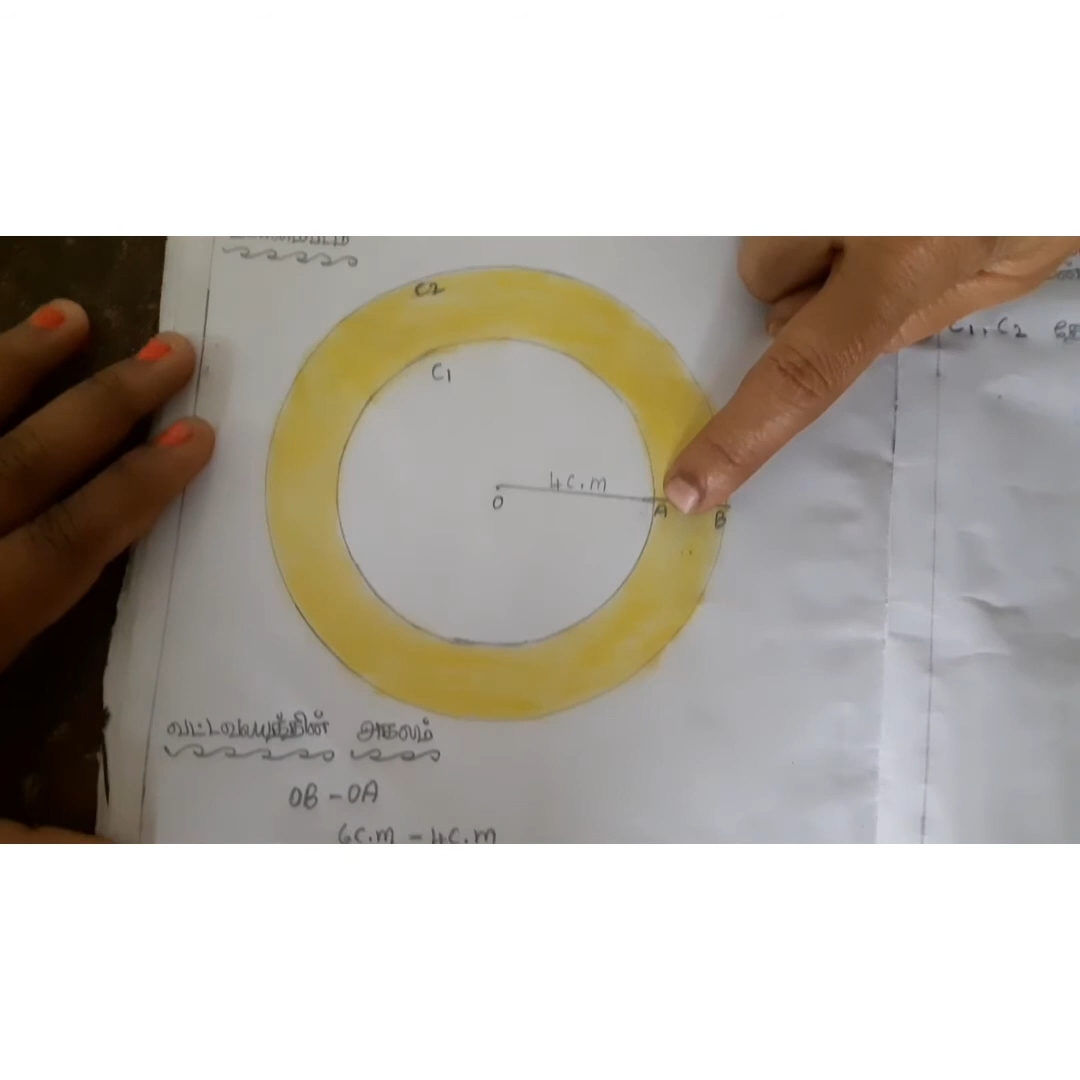 C2
C1, C2
C1
4c.m
O A B
வட்டவளையத்தின் அகலம்
OB - OA
6c.m - 4c.m